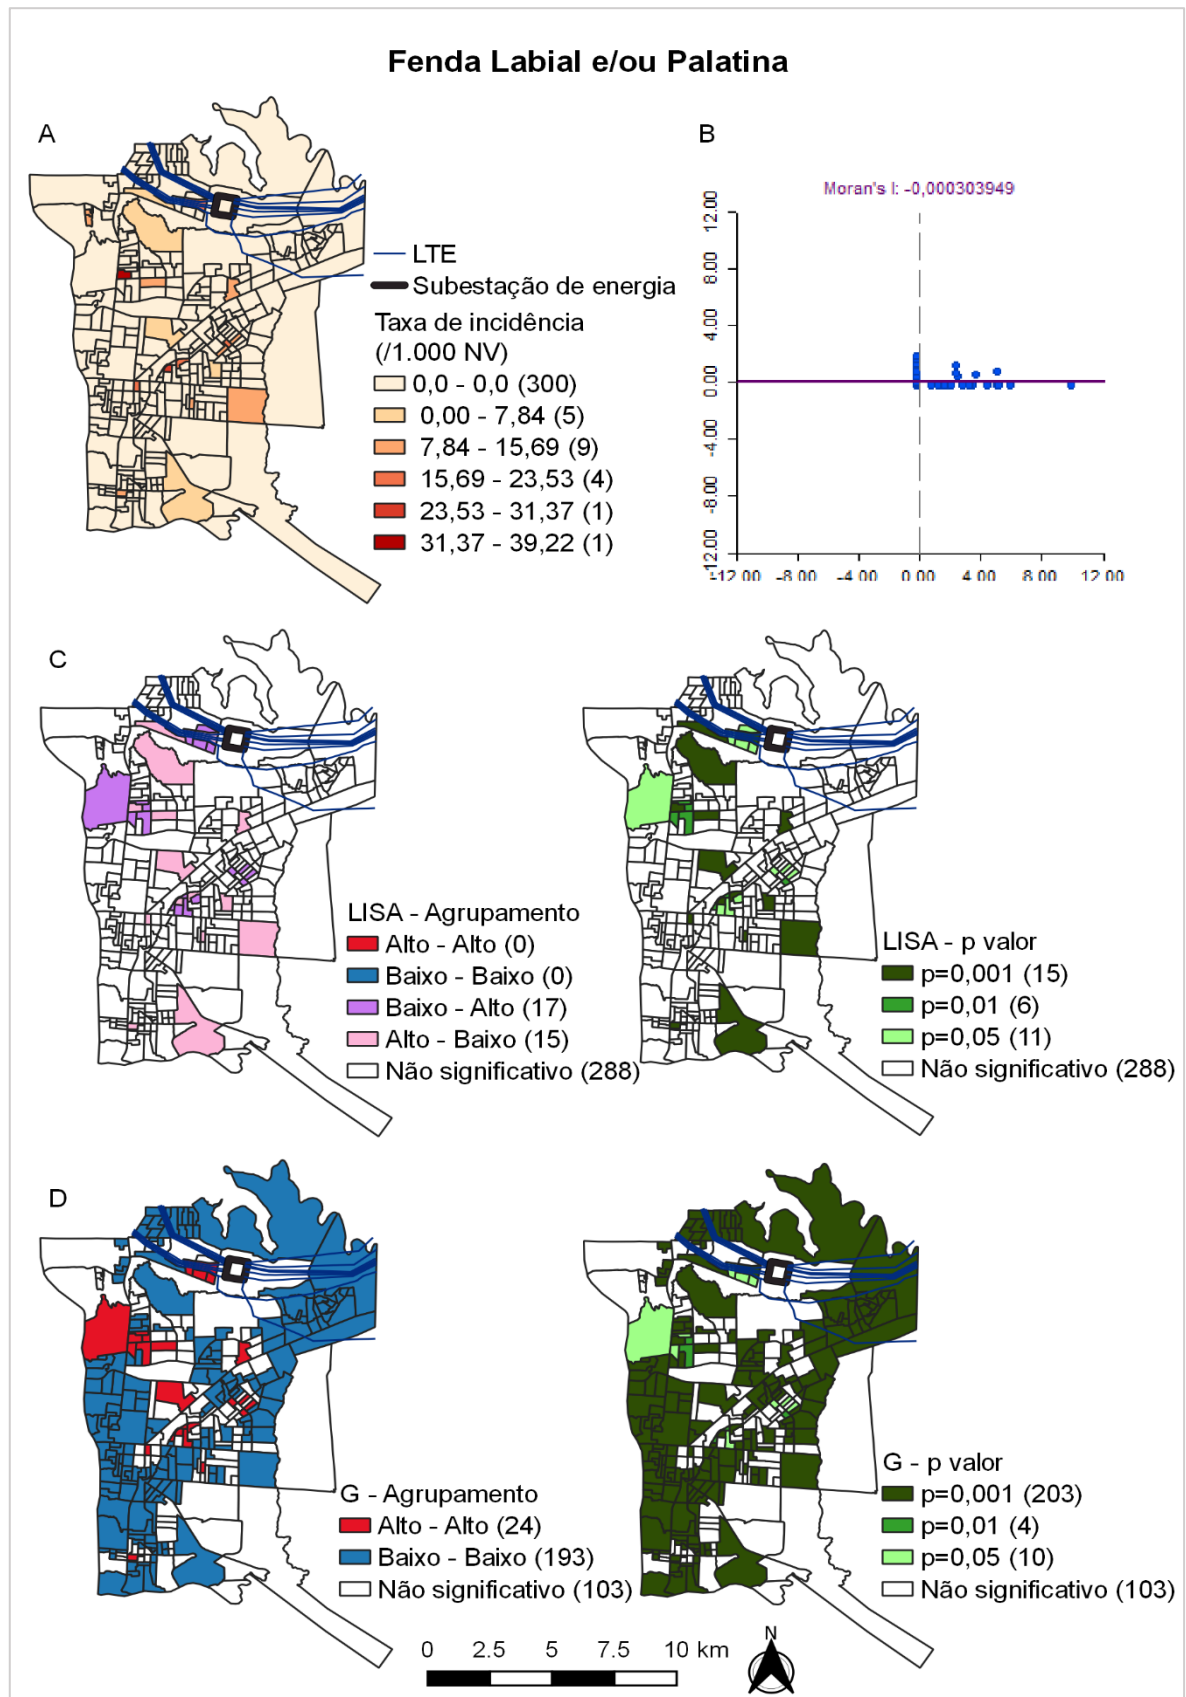 Fenda Labial e/ou Palatina
A
LTE
Subestação de energia
Taxa de incidência
(/1.000 NV)
0,0 - 0,0 (300)
0,00 - 7,84 (5)
7,84 - 15,69 (9)
15,69 - 23,53 (4)
23,53 - 31,37 (1)
31,37 - 39,22 (1)
B
Moran's I: -0,000303949
12.00
8.00
4.00
0.00
-4.00
-8.00
-12.00
-12.00 -8.00 -4.00 0.00 4.00 8.00 12.00
C
LISA - Agrupamento
Alto - Alto (0)
Baixo - Baixo (0)
Baixo - Alto (17)
Alto - Baixo (15)
Não significativo (288)
LISA - p valor
p=0,001 (15)
p=0,01 (6)
p=0,05 (11)
Não significativo (288)
D
G - Agrupamento
Alto - Alto (24)
Baixo - Baixo (193)
Não significativo (103)
G - p valor
p=0,001 (203)
p=0,01 (4)
p=0,05 (10)
Não significativo (103)
0 2.5 5 7.5 10 km
N